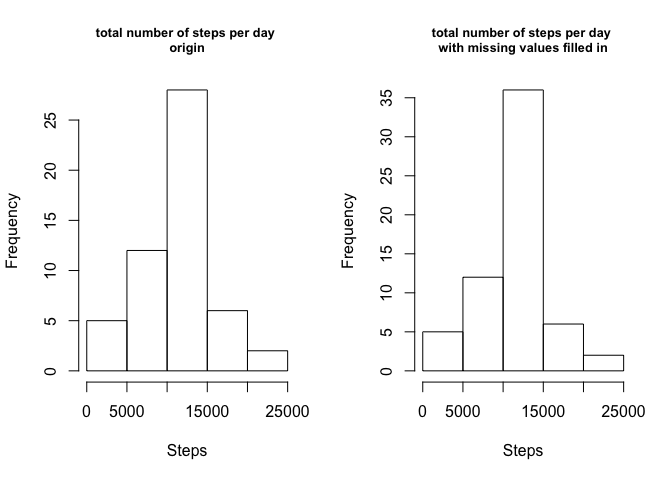 total number of steps per day
origin
Frequency
0
5
10
15
20
25
0 5000 15000 25000
Steps
total number of steps per day
with missing values filled in
Frequency
0
5
10
15
20
25
30
35
0 5000 15000 25000
Steps